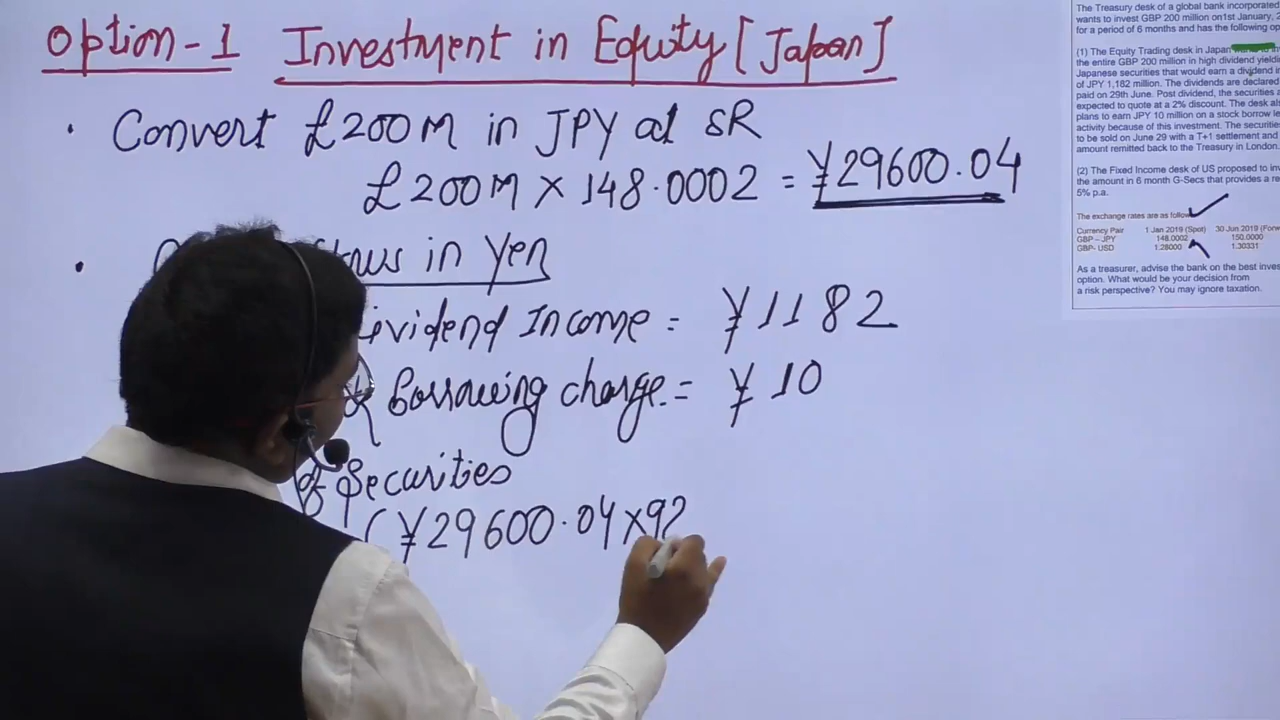 Option-1 Investment in Equity [Japan]
• Convert £200M in JPY at SR
£200M × 148.0002 = ¥29600.04
• in Yen
Dividend Income = ¥1182
Borrowing charge = ¥10
of Securities
(¥29600.04×92
The Treasury desk of a global bank incorporated
wants to invest GBP 200 million on1st January,
for a period of 6 months and has the following op
(1) The Equity Trading desk in Japan
the entire GBP 200 million in high dividend yieldi
Japanese securities that would earn a dividend i
of JPY 1,182 million. The dividends are declared
paid on 29th June. Post dividend, the securities a
expected to quote at a 2% discount. The desk al
plans to earn JPY 10 million on a stock borrow le
activity because of this investment. The securitie
to be sold on June 29 with a T+1 settlement and
amount remitted back to the Treasury in London.
(2) The Fixed Income desk of US proposed to inv
the amount in 6 month G-Secs that provides a re
5% p.a.
The exchange rates are as follow
Currency Pair 1 Jan 2019 (Spot) 30 Jun 2019 (Forw
GBP – JPY 148.0002 150.0000
GBP- USD 1.28000 1.30331
As a treasurer, advise the bank on the best inves
option. What would be your decision from
a risk perspective? You may ignore taxation.